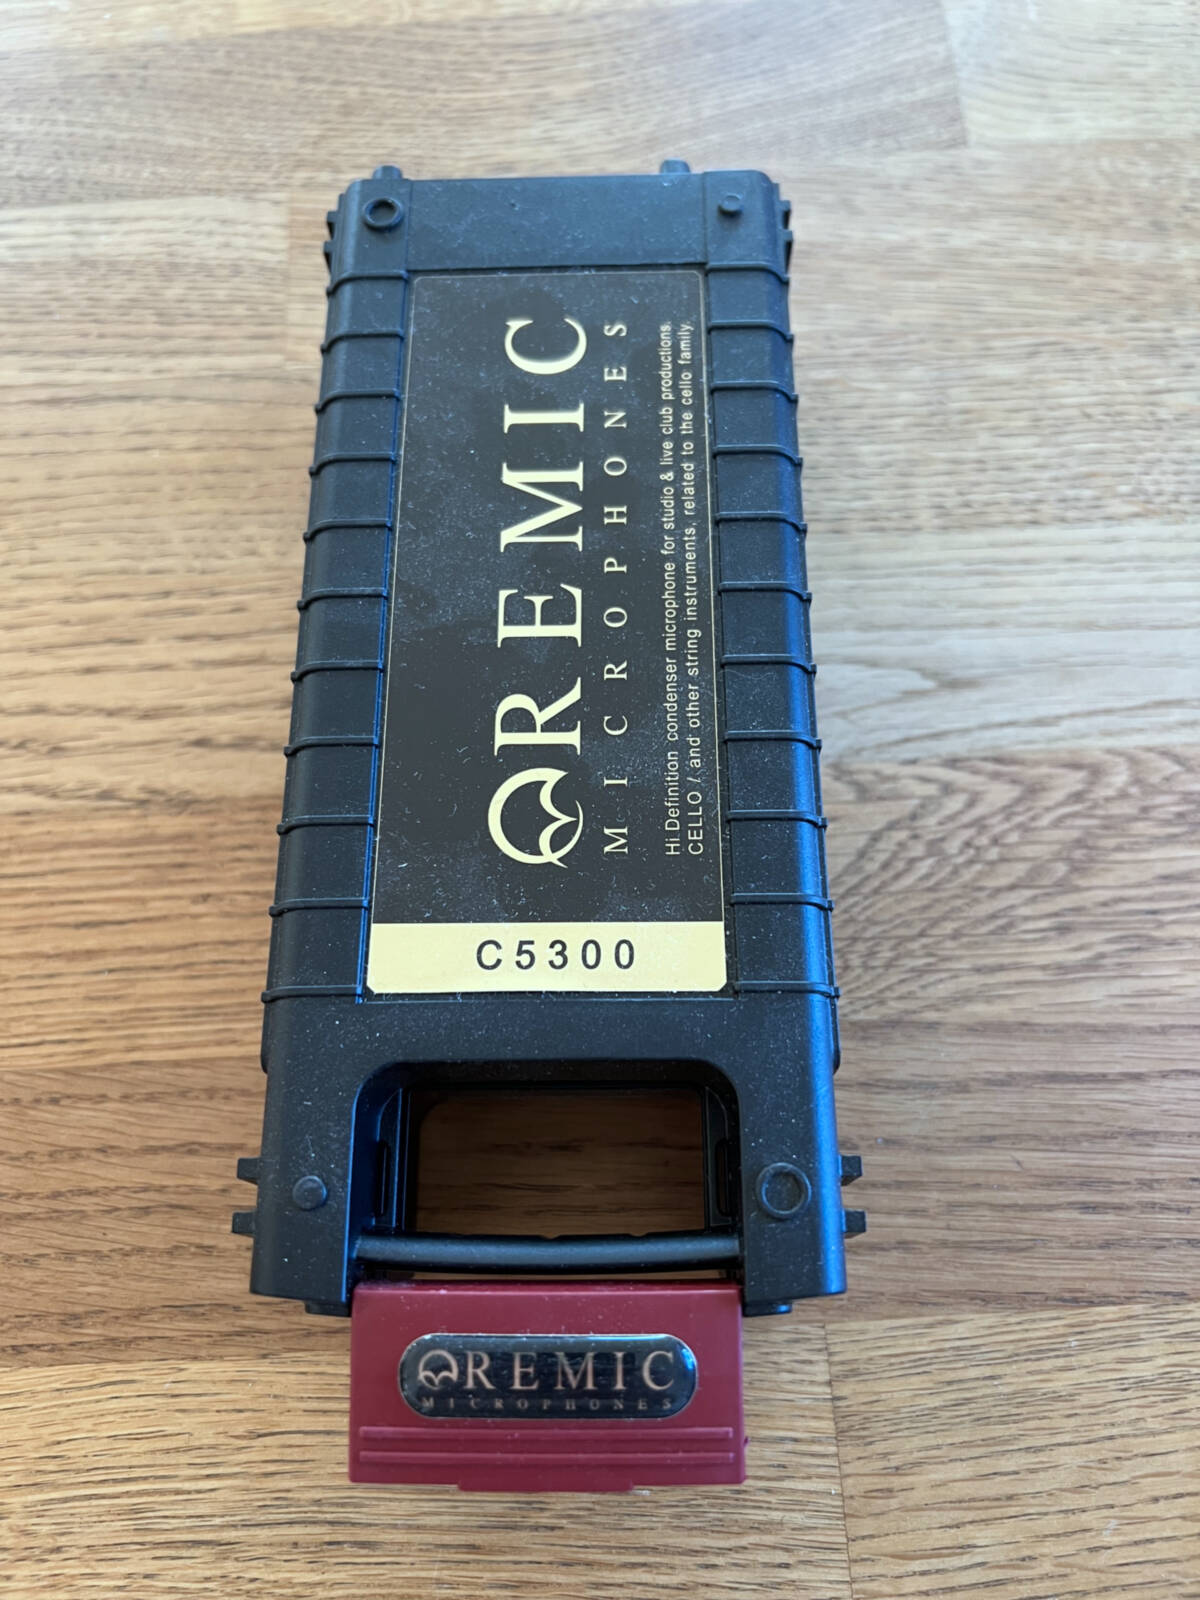 REMIC
MICROPHONES
Hi Definition condenser microphone for studio & live club productions.
CELLO / and other string instruments, related to the cello family.
C5300
REMIC
MICROPHONES